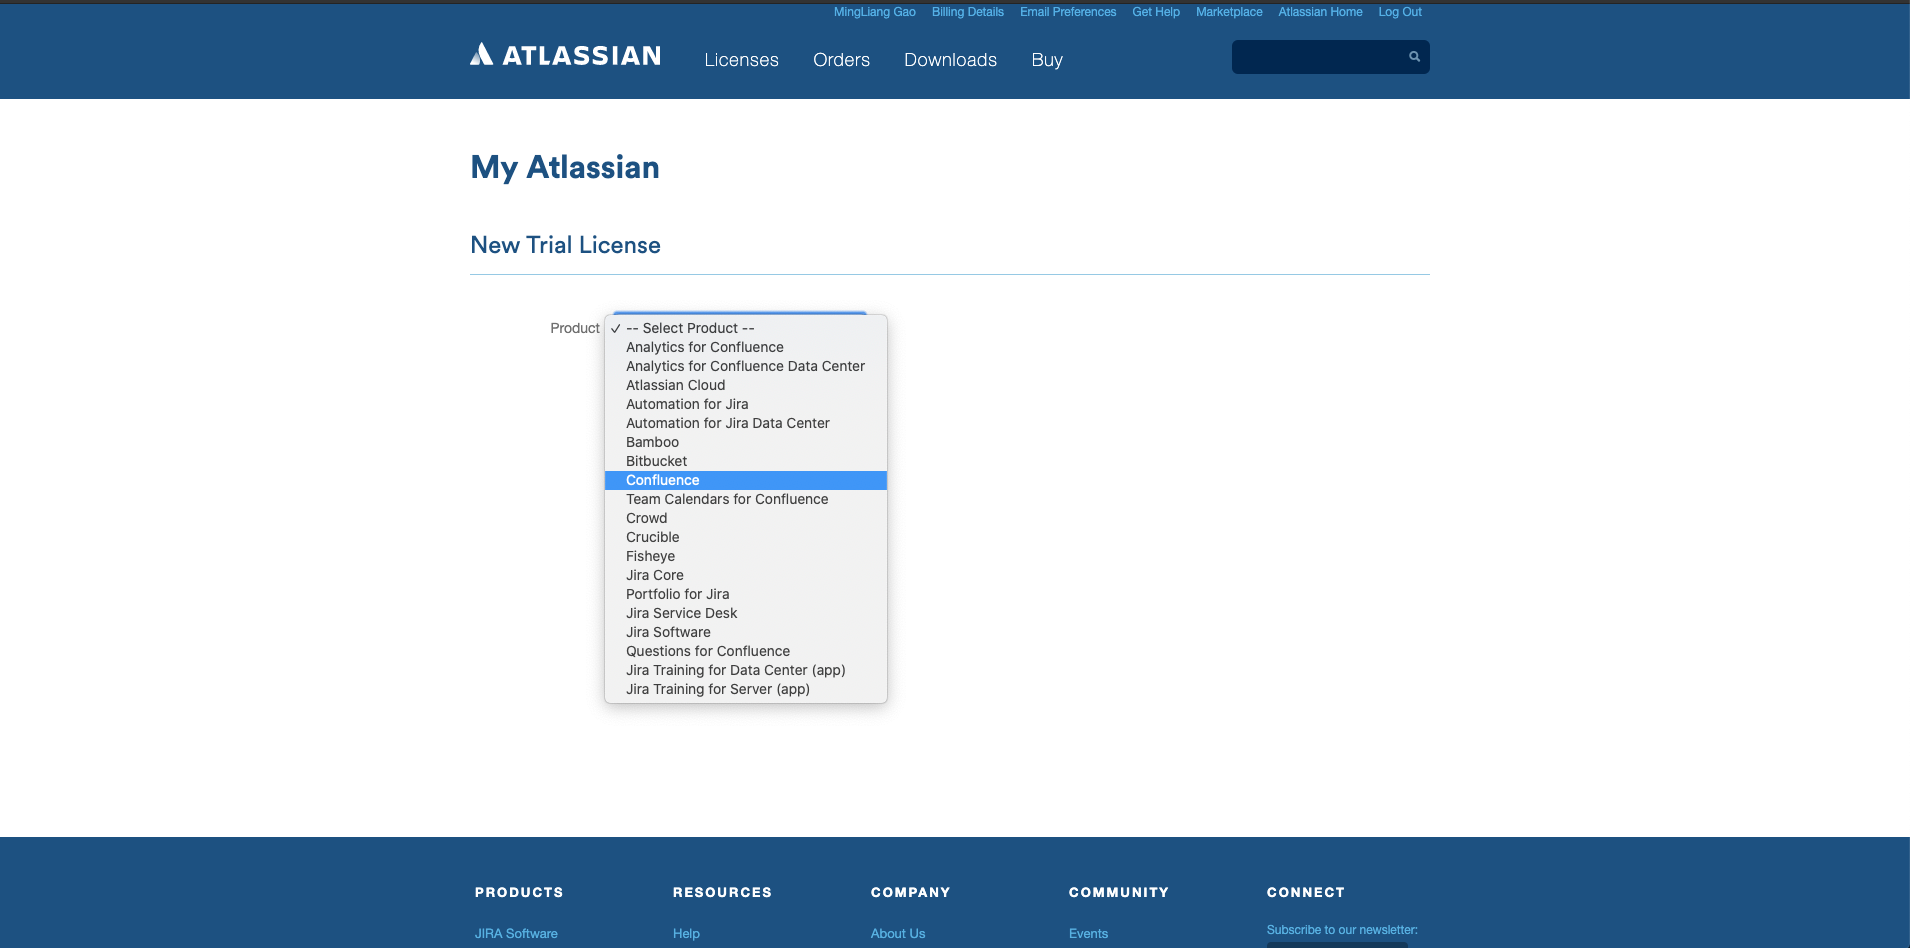 MingLiang Gao Billing Details Email Preferences Get Help Marketplace Atlassian Home Log Out
ATLASSIAN Licenses Orders Downloads Buy
My Atlassian
New Trial License
Product ✓ -- Select Product --
Analytics for Confluence
Analytics for Confluence Data Center
Atlassian Cloud
Automation for Jira
Automation for Jira Data Center
Bamboo
Bitbucket
Confluence
Team Calendars for Confluence
Crowd
Crucible
Fisheye
Jira Core
Portfolio for Jira
Jira Service Desk
Jira Software
Questions for Confluence
Jira Training for Data Center (app)
Jira Training for Server (app)
PRODUCTS RESOURCES COMPANY COMMUNITY CONNECT
JIRA Software Help About Us Events Subscribe to our newsletter: